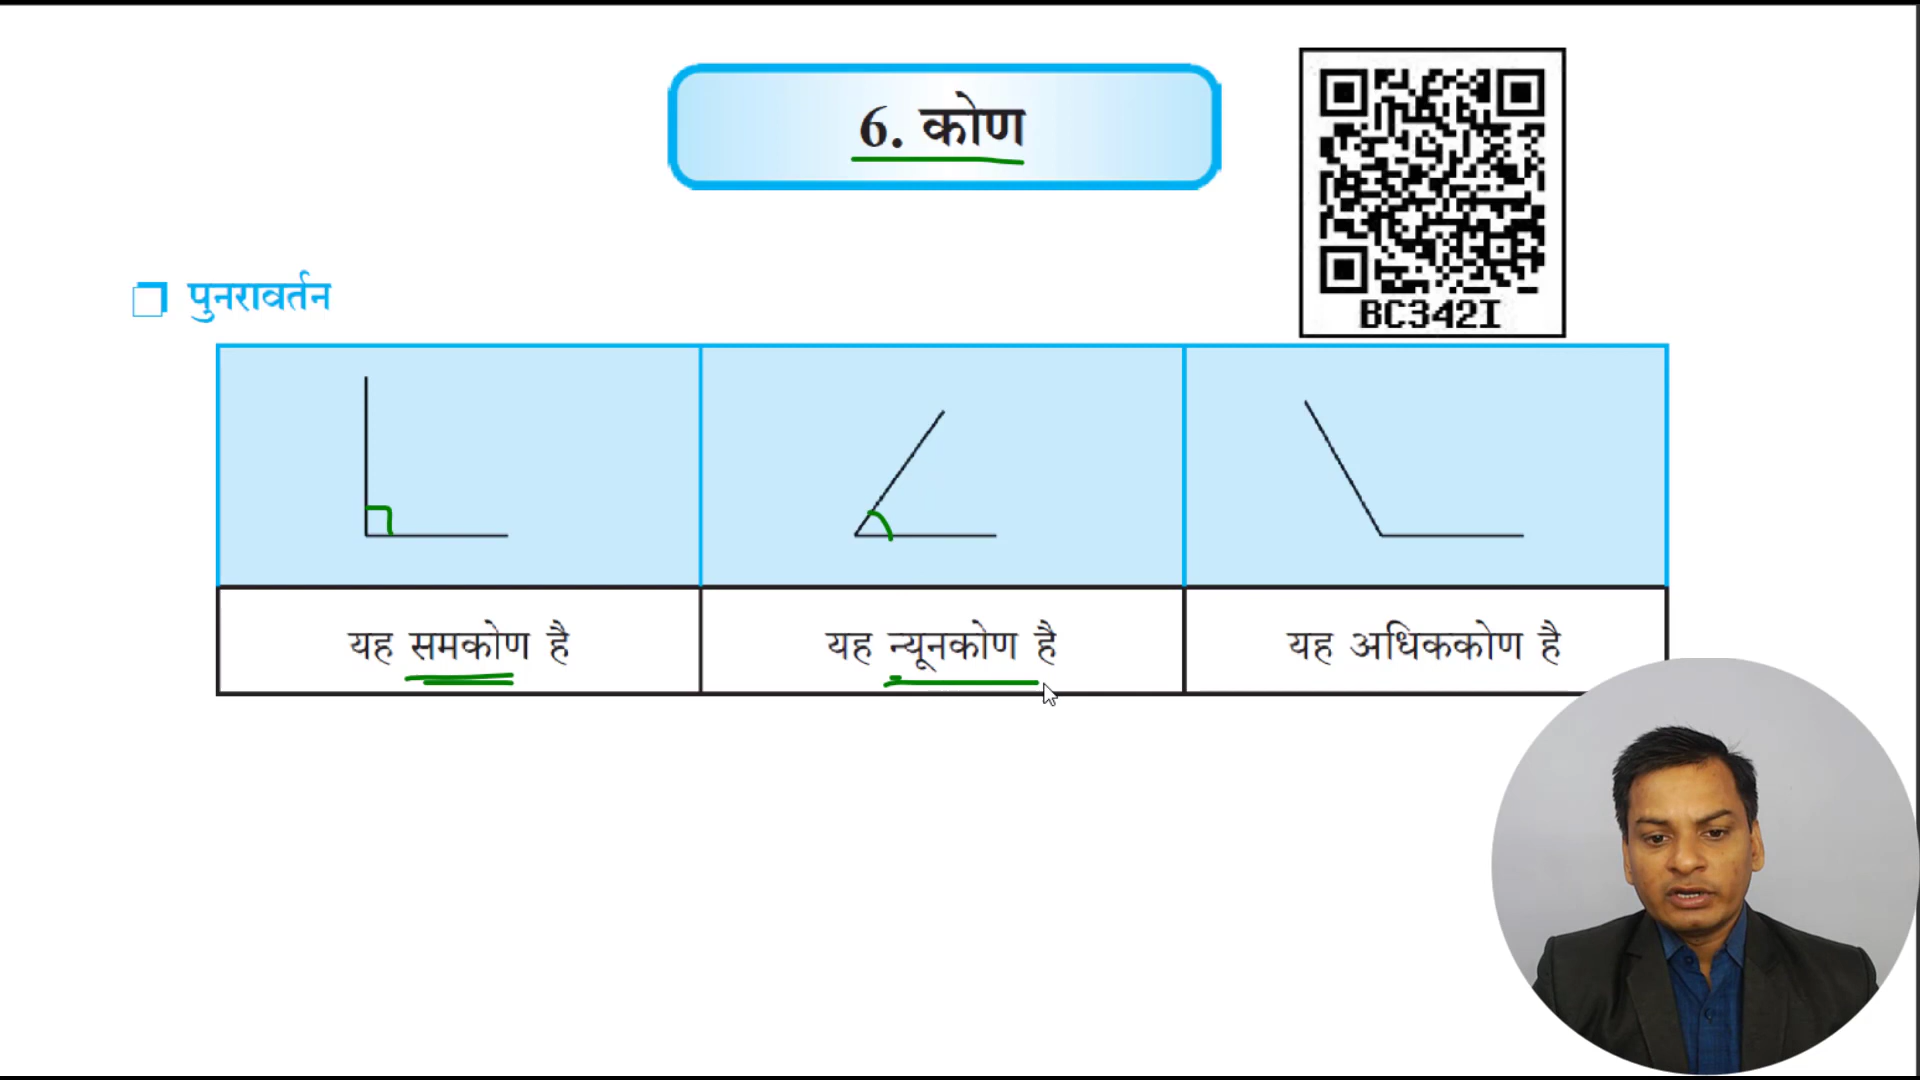 6. कोण
BC342I
पुनरावर्तन
यह समकोण है
यह न्यूनकोण है
यह अधिककोण है